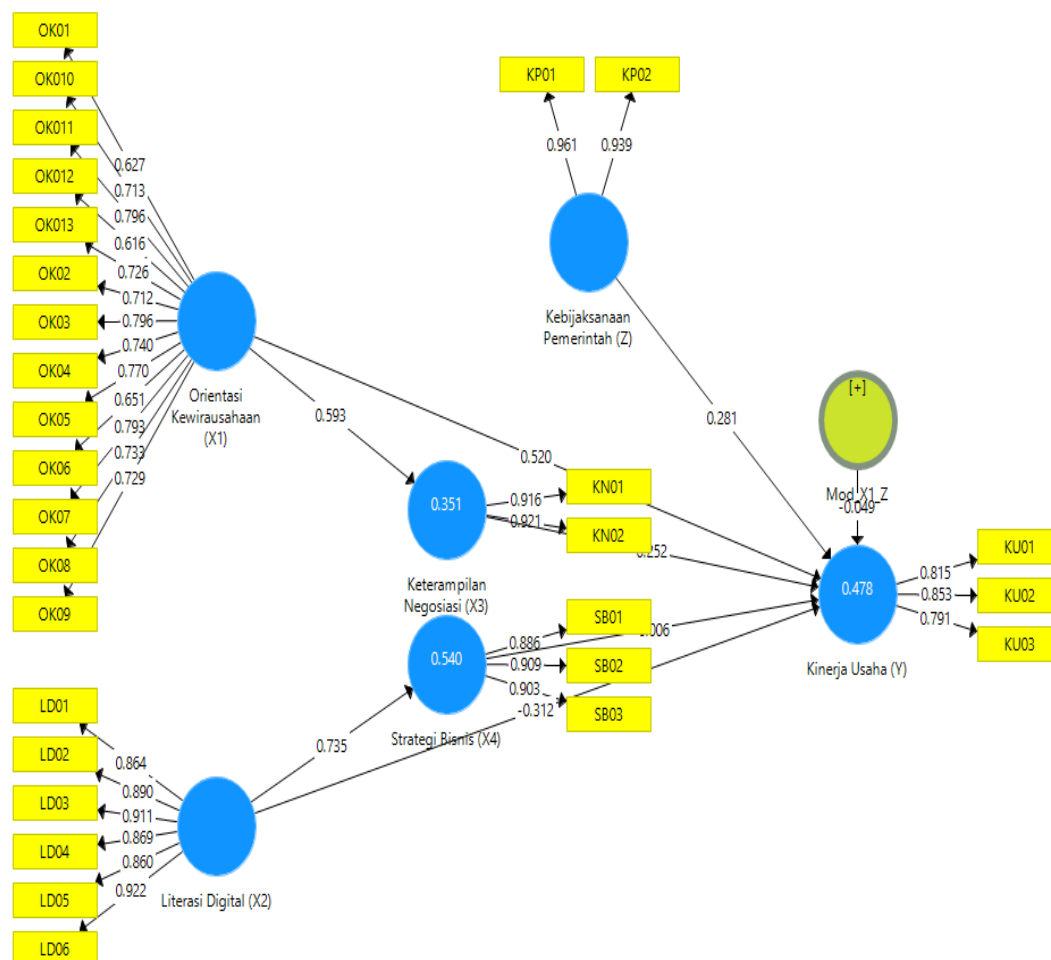 OK01
OK010
OK011
OK012
OK013
OK02
OK03
OK04
OK05
OK06
OK07
OK08
OK09
0.627
0.713
0.796
0.616
0.726
0.712
0.796
0.740
0.770
0.651
0.793
0.733
0.729
Orientasi
Kewirausahaan
(X1)
KP01
KP02
0.961
0.939
Kebijaksanaan
Pemerintah (Z)
0.281
[+]
Mod_X1_Z
-0.049
0.593
0.520
0.351
0.916
0.921
KN01
KN02
0.252
Keterampilan
Negosiasi (X3)
0.540
0.886
0.909
0.903
SB01
SB02
SB03
Strategi Bisnis (X4)
0.735
-0.312
0.478
Kinerja Usaha (Y)
0.815
0.853
0.791
KU01
KU02
KU03
LD01
LD02
LD03
LD04
LD05
LD06
0.864
0.890
0.911
0.869
0.860
0.922
Literasi Digital (X2)